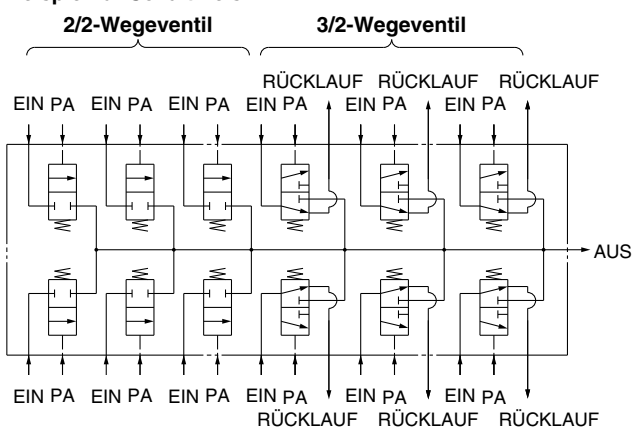 2/2-Wegeventil 3/2-Wegeventil
RÜCKLAUF RÜCKLAUF RÜCKLAUF
EIN PA EIN PA EIN PA EIN PA EIN PA EIN PA
AUS
EIN PA EIN PA EIN PA EIN PA EIN PA EIN PA
RÜCKLAUF RÜCKLAUF RÜCKLAUF